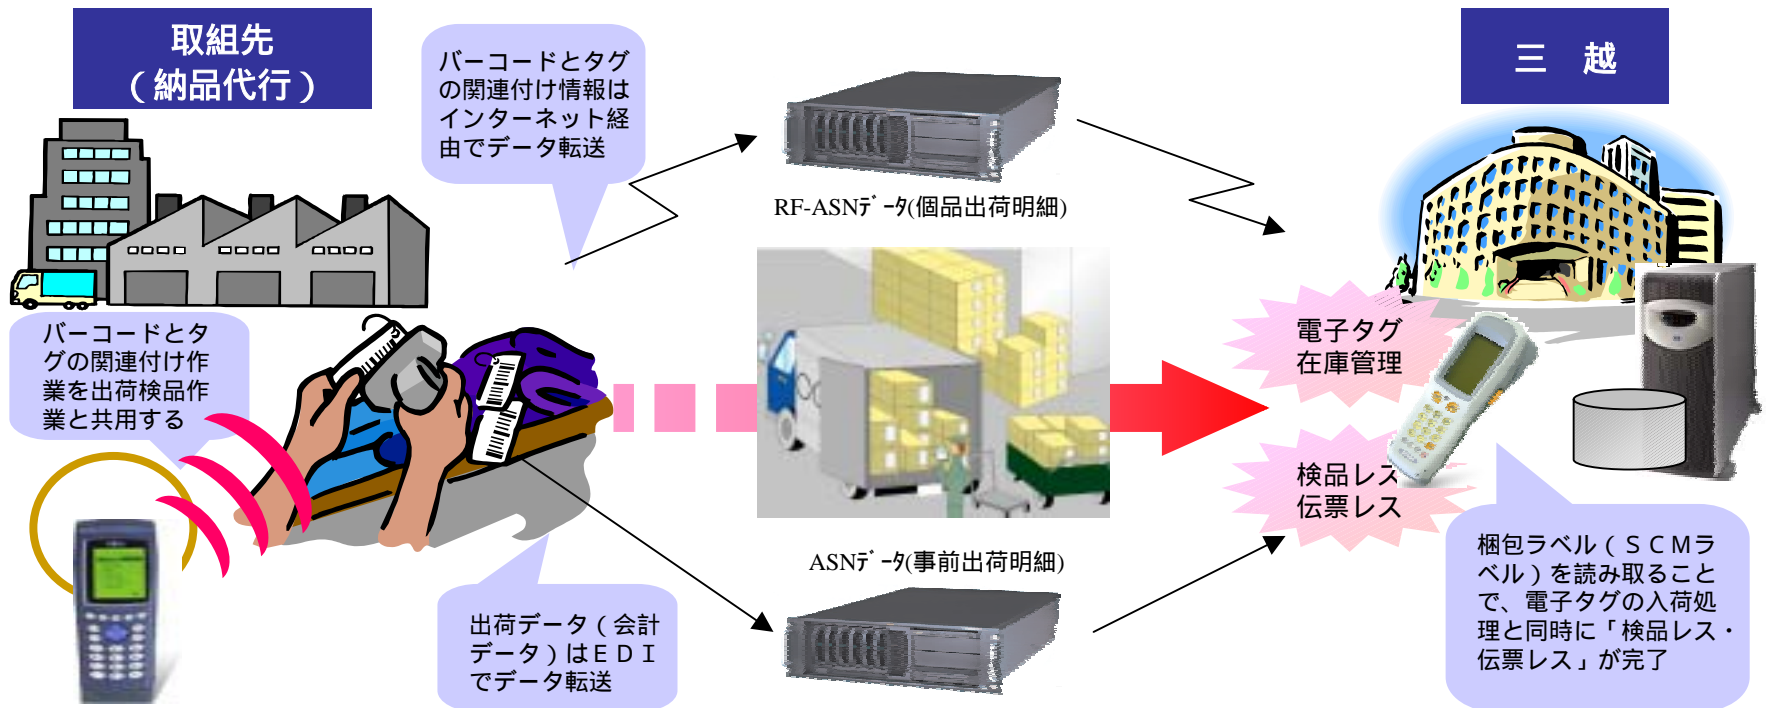 取組先
（納品代行）
バーコードとタグ
の関連付け情報は
インターネット経
由でデータ転送
三　越
RF-ASNﾃﾞｰﾀ(個品出荷明細)
バーコードとタ
グの関連付け作
業を出荷検品作
業と共用する
電子タグ
在庫管理
検品レス
伝票レス
ASNﾃﾞｰﾀ(事前出荷明細)
出荷データ（会計
データ）はＥＤＩ
でデータ転送
梱包ラベル（ＳＣＭラ
ベル）を読み取ること
で、電子タグの入荷処
理と同時に「検品レス・
伝票レス」が完了